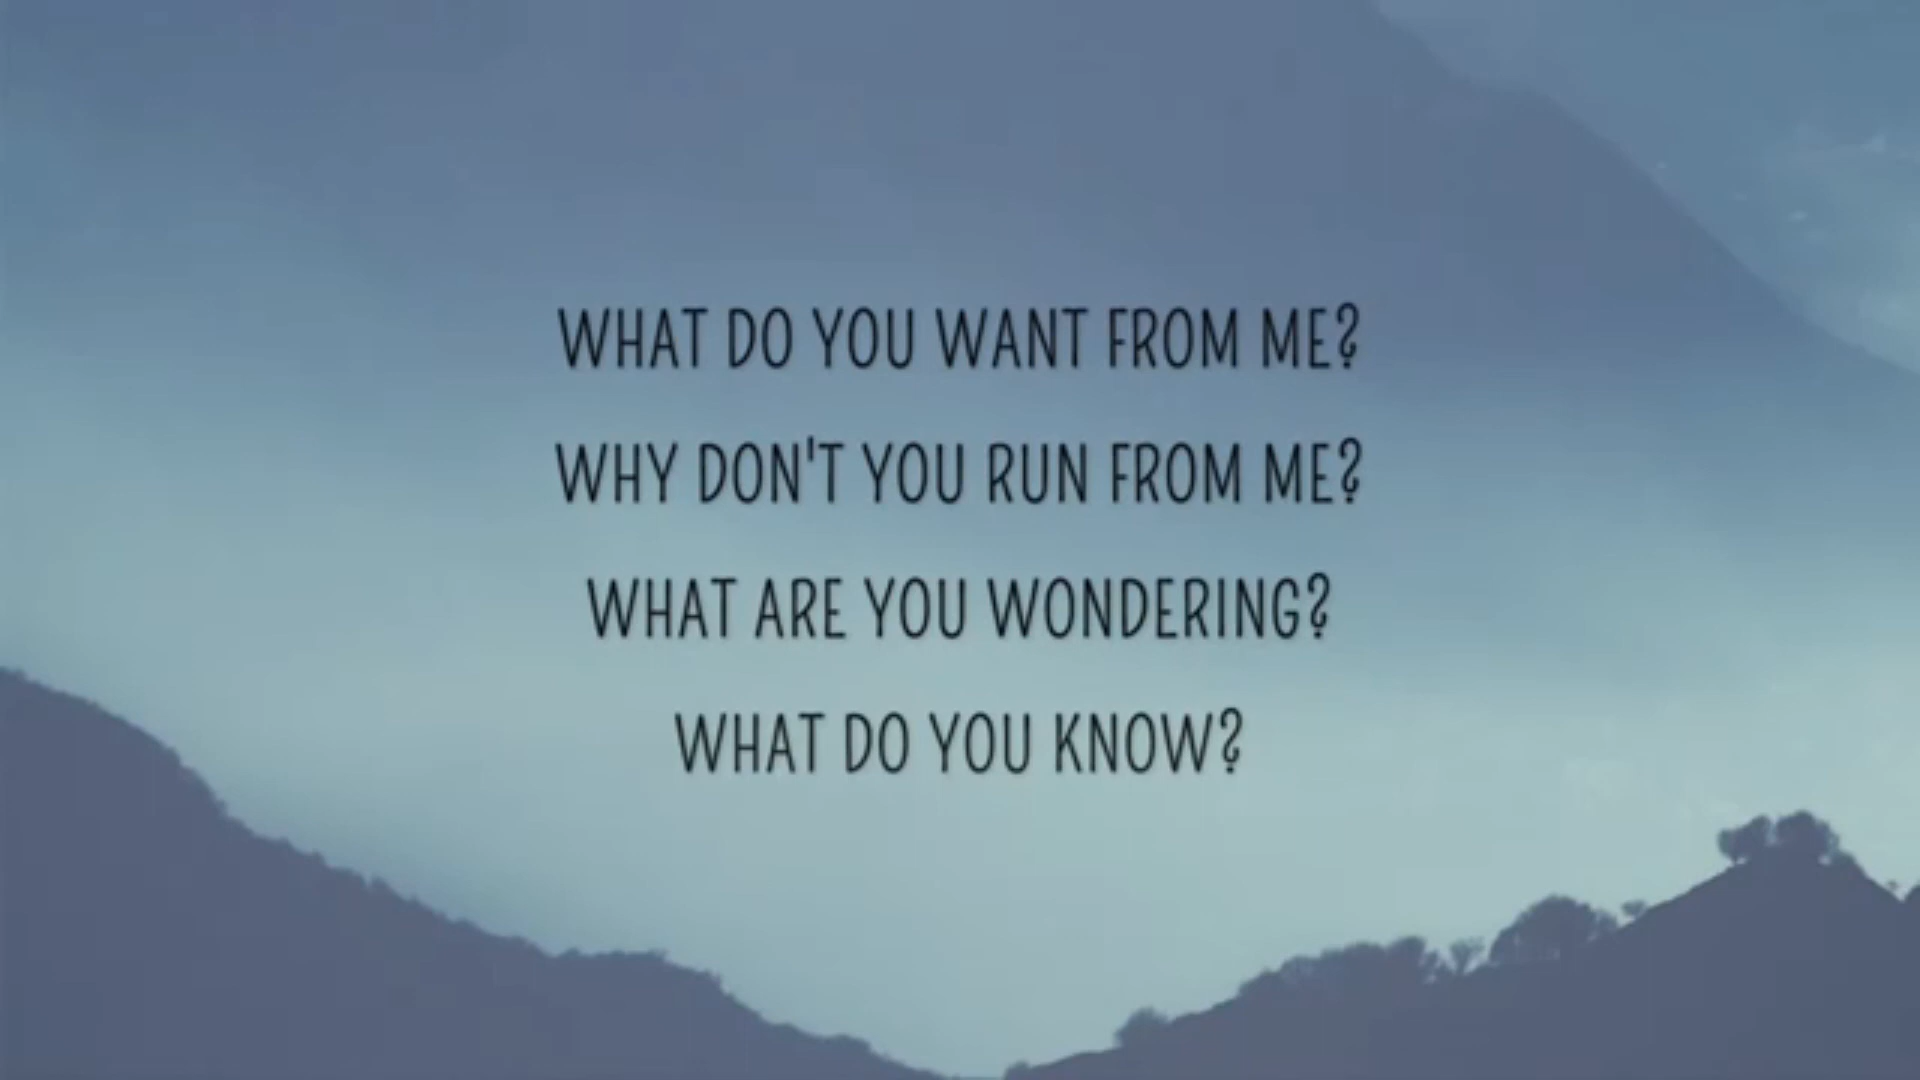 WHAT DO YOU WANT FROM ME?
WHY DON'T YOU RUN FROM ME?
WHAT ARE YOU WONDERING?
WHAT DO YOU KNOW?